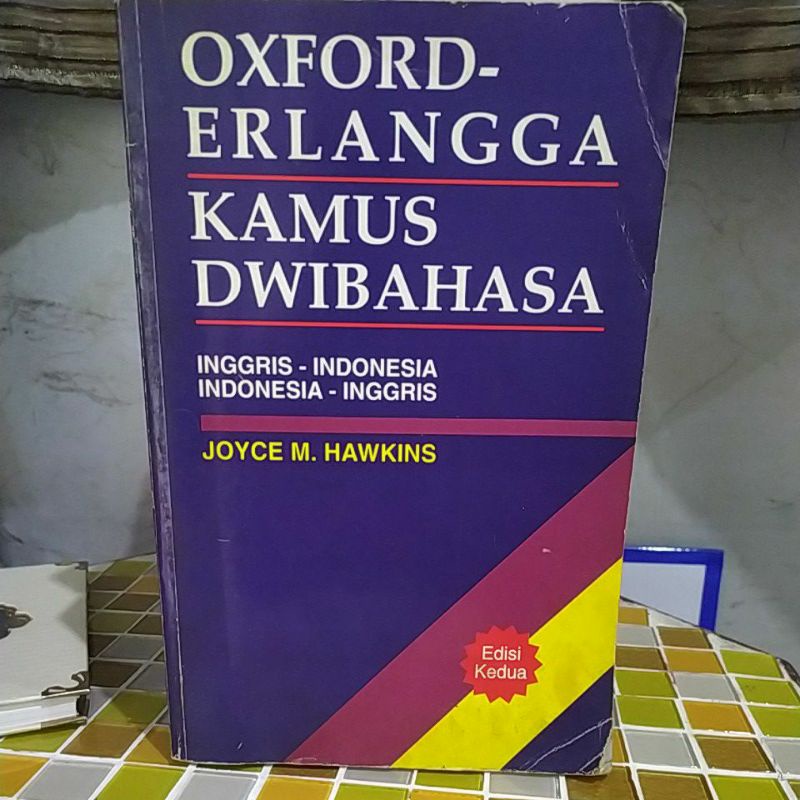 OXFORD-
ERLANGGA
KAMUS
DWIBAHASA
INGGRIS - INDONESIA
INDONESIA - INGGRIS
JOYCE M. HAWKINS
Edisi
Kedua